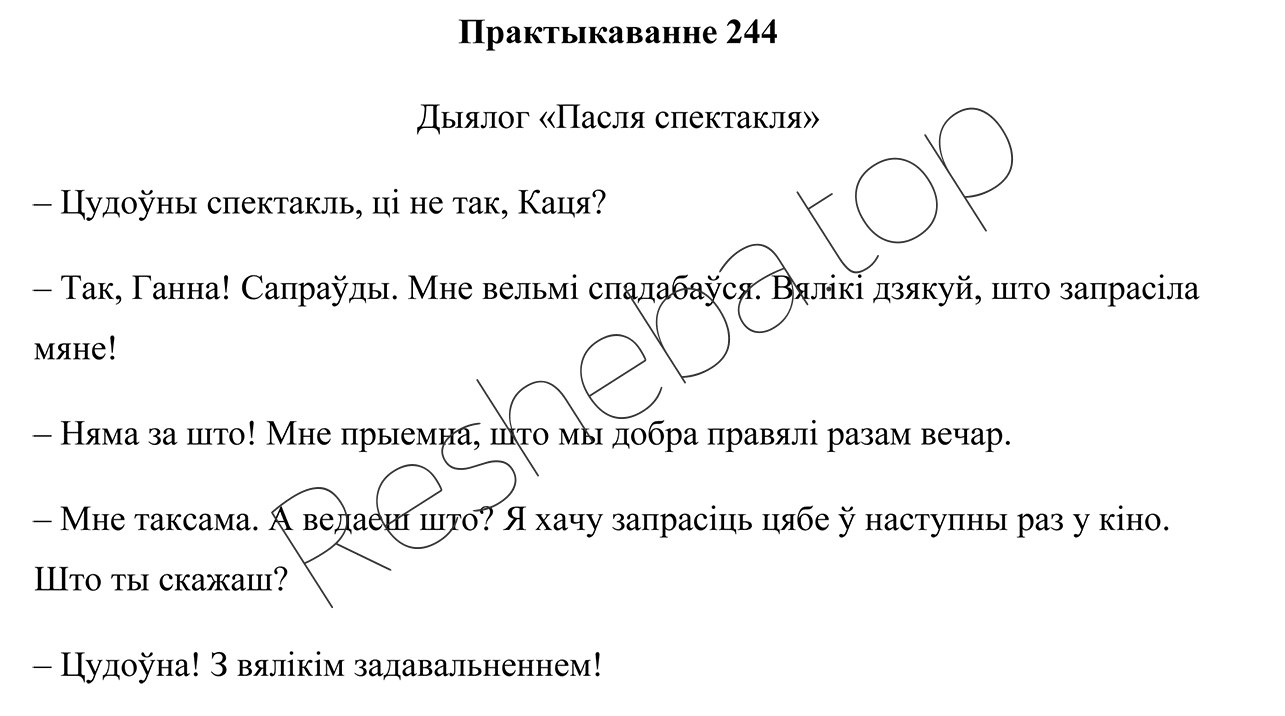 Практыкаванне 244
Дыялог «Пасля спектакля»
– Цудоўны спектакль, ці не так, Каця?
– Так, Ганна! Сапраўды. Мне вельмі спадабаўся. Вялікі дзякуй, што запрасіла
мяне!
– Няма за што! Мне прыемна, што мы добра правялі разам вечар.
– Мне таксама. А ведаеш што? Я хачу запрасіць цябе ў наступны раз у кіно.
Што ты скажаш?
– Цудоўна! З вялікім задавальненнем!
Resheba.top